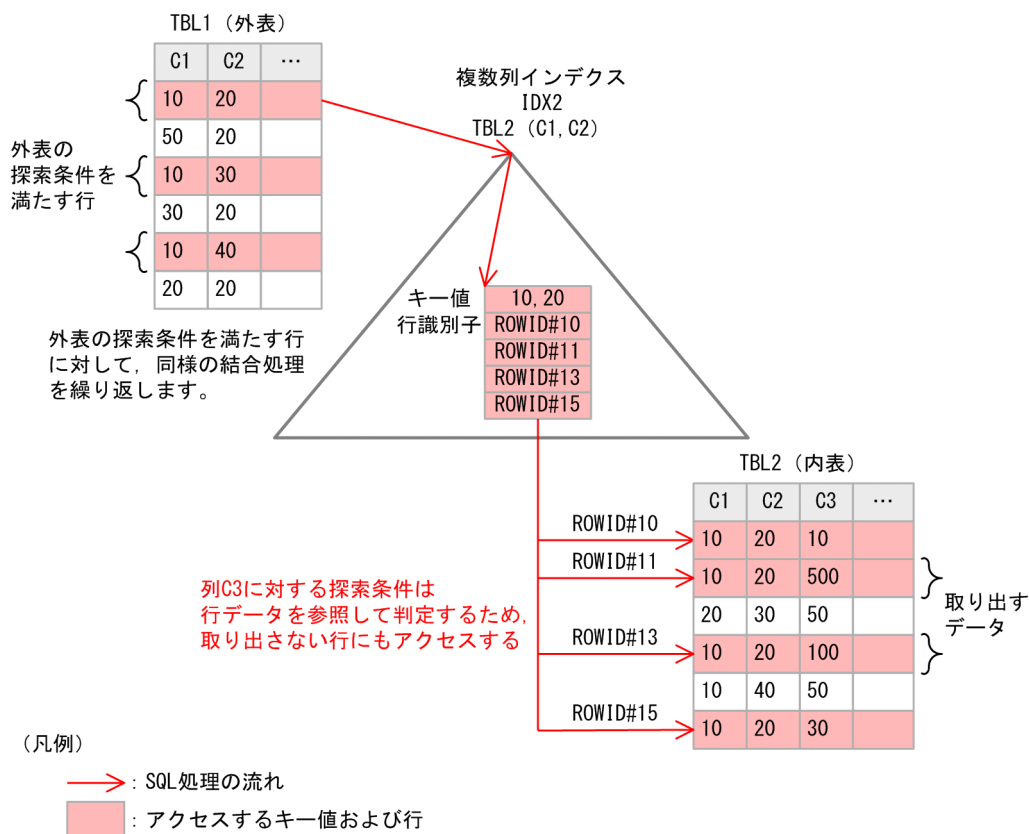 TBL1（外表）
C1 C2 …
10 20
50 20
10 30
30 20
10 40
20 20
外表の
探索条件を
満たす行
外表の探索条件を満たす行
に対して，同様の結合処理
を繰り返します。
複数列インデクス
IDX2
TBL2（C1,C2）
キー値
行識別子
10,20
ROWID#10
ROWID#11
ROWID#13
ROWID#15
TBL2（内表）
C1 C2 C3 …
10 20 10
10 20 500
20 30 50
10 20 100
10 40 50
10 20 30
ROWID#10
ROWID#11
ROWID#13
ROWID#15
列C3に対する探索条件は
行データを参照して判定するため，
取り出さない行にもアクセスする
取り出す
データ
（凡例）
：SQL処理の流れ
：アクセスするキー値および行